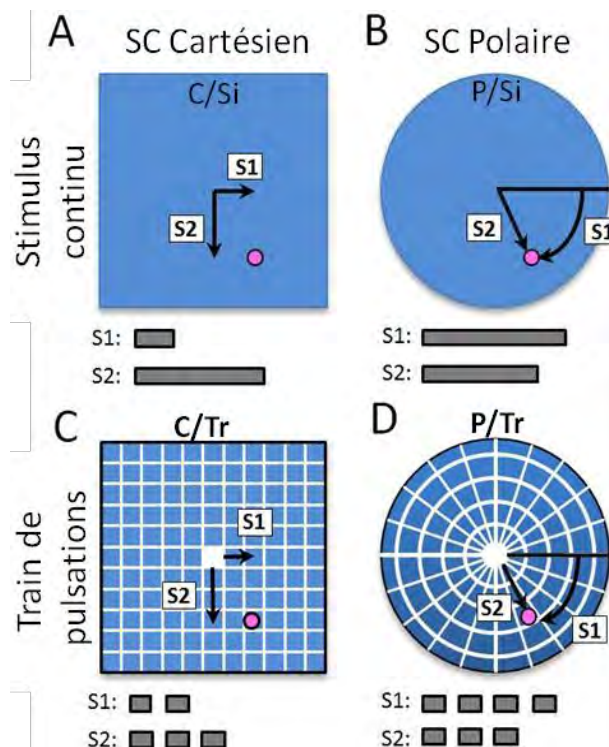 A
SC Cartésien
B
SC Polaire
Stimulus
continu
C/Si
S1
S2
P/Si
S2
S1
S1:
S2:
S1:
S2:
Train de
pulsations
C
C/Tr
S1
S2
D
P/Tr
S2
S1
S1:
S2:
S1:
S2: